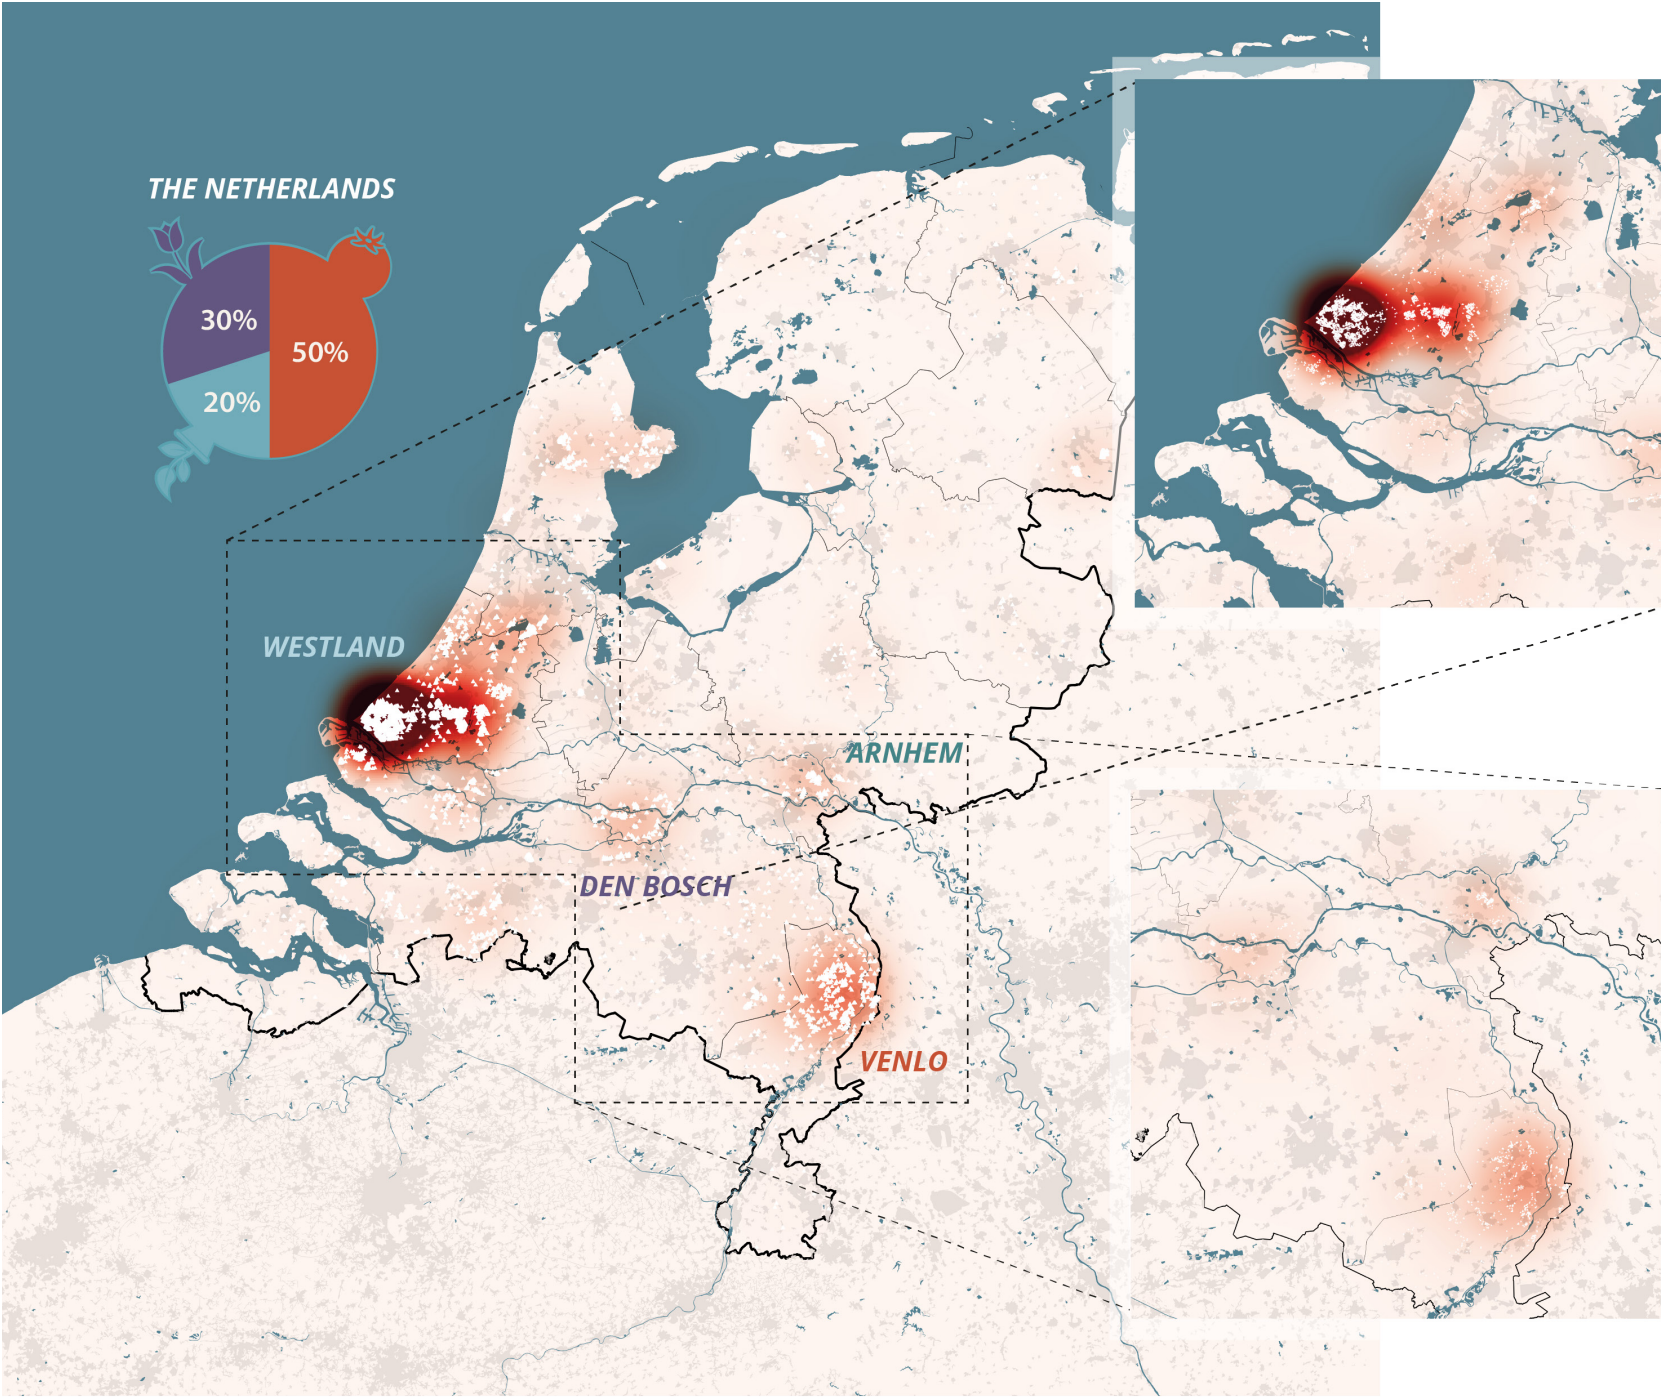 THE NETHERLANDS
30%
50%
20%
WESTLAND
ARNHEM
DEN BOSCH
VENLO